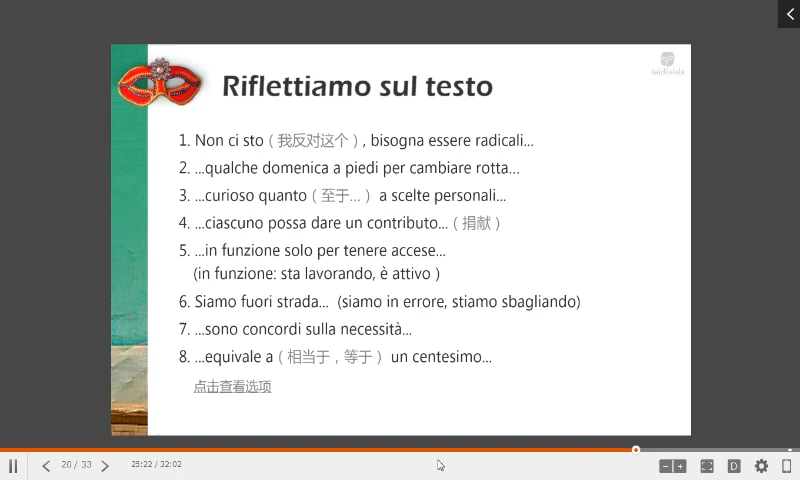 kaidialala
Riflettiamo sul testo
1. Non ci sto（我反对这个）, bisogna essere radicali...
2. ...qualche domenica a piedi per cambiare rotta...
3. ...curioso quanto（至于...） a scelte personali...
4. ...ciascuno possa dare un contributo...（捐献）
5. ...in funzione solo per tenere accese...
(in funzione: sta lavorando, è attivo )
6. Siamo fuori strada... (siamo in errore, stiamo sbagliando)
7. ...sono concordi sulla necessità...
8. ...equivale a（相当于，等于） un centesimo...
点击查看选项
20 / 33
25:22 / 32:02
D